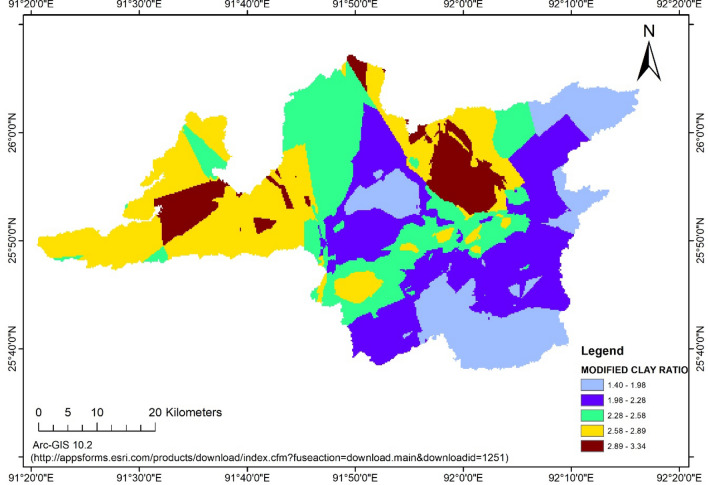 91°20'0"E 91°30'0"E 91°40'0"E 91°50'0"E 92°0'0"E 92°10'0"E 92°20'0"E
N
26°0'0"N 26°0'0"N
25°50'0"N 25°50'0"N
25°40'0"N 25°40'0"N
Legend
MODIFIED CLAY RATIO
1.40 - 1.98
1.98 - 2.28
2.28 - 2.58
2.58 - 2.89
2.89 - 3.34
0 5 10 20 Kilometers
Arc-GIS 10.2
(http://appsforms.esri.com/products/download/index.cfm?fuseaction=download.main&downloadid=1251)
91°20'0"E 91°30'0"E 91°40'0"E 91°50'0"E 92°0'0"E 92°10'0"E 92°20'0"E